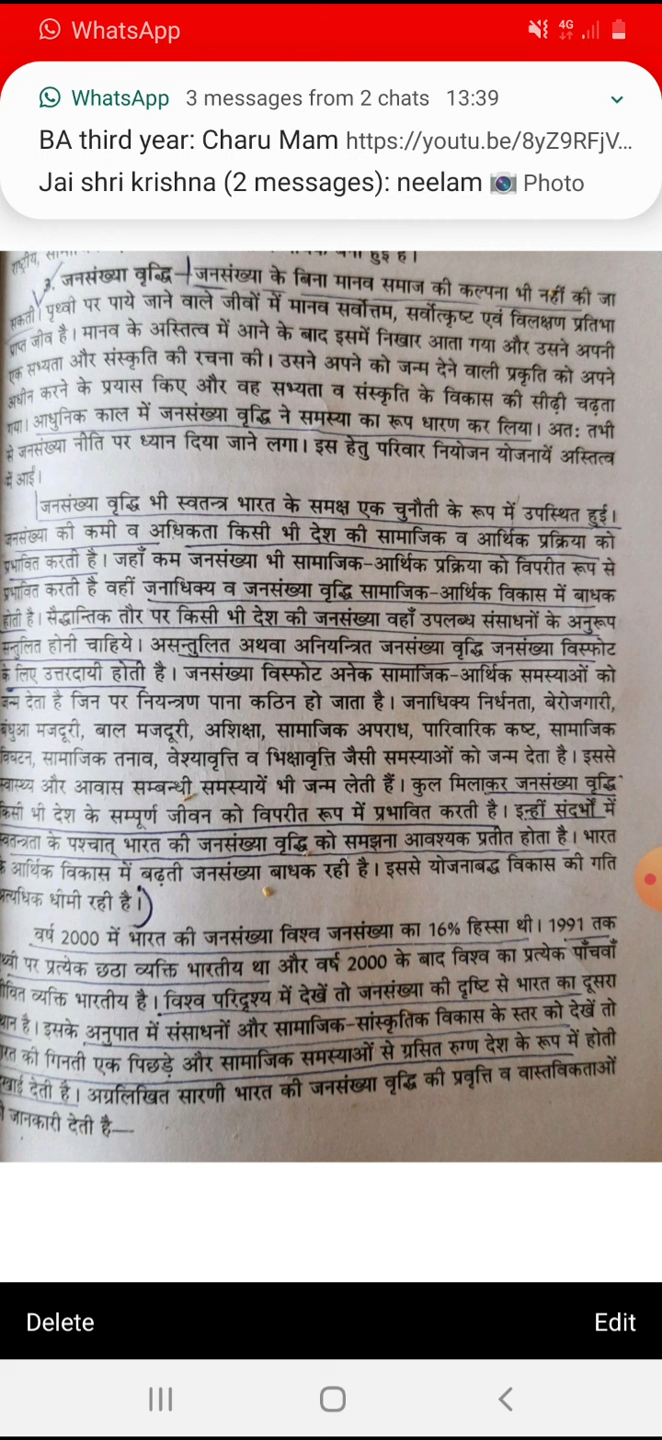 WhatsApp
4G
WhatsApp 3 messages from 2 chats 13:39
BA third year: Charu Mam https://youtu.be/8yZ9RFjV...
Jai shri krishna (2 messages): neelam 📷 Photo
राष्ट्रीय, हुई है।
3. जनसंख्या वृद्धि—जनसंख्या के बिना मानव समाज की कल्पना भी नहीं की जा
सकती। पृथ्वी पर पाये जाने वाले जीवों में मानव सर्वोत्तम, सर्वोत्कृष्ट एवं विलक्षण प्रतिभा
प्राप्त जीव है। मानव के अस्तित्व में आने के बाद इसमें निखार आता गया और उसने अपनी
एक सभ्यता और संस्कृति की रचना की। उसने अपने को जन्म देने वाली प्रकृति को अपने
अधीन करने के प्रयास किए और वह सभ्यता व संस्कृति के विकास की सीढ़ी चढ़ता
गया। आधुनिक काल में जनसंख्या वृद्धि ने समस्या का रूप धारण कर लिया। अतः तभी
से जनसंख्या नीति पर ध्यान दिया जाने लगा। इस हेतु परिवार नियोजन योजनायें अस्तित्व
में आईं।
जनसंख्या वृद्धि भी स्वतन्त्र भारत के समक्ष एक चुनौती के रूप में उपस्थित हुई।
जनसंख्या की कमी व अधिकता किसी भी देश की सामाजिक व आर्थिक प्रक्रिया को
प्रभावित करती है। जहाँ कम जनसंख्या भी सामाजिक-आर्थिक प्रक्रिया को विपरीत रूप से
प्रभावित करती है वहीं जनाधिक्य व जनसंख्या वृद्धि सामाजिक-आर्थिक विकास में बाधक
होती है। सैद्धान्तिक तौर पर किसी भी देश की जनसंख्या वहाँ उपलब्ध संसाधनों के अनुरूप
सन्तुलित होनी चाहिये। असन्तुलित अथवा अनियन्त्रित जनसंख्या वृद्धि जनसंख्या विस्फोट
के लिए उत्तरदायी होती है। जनसंख्या विस्फोट अनेक सामाजिक-आर्थिक समस्याओं को
जन्म देता है जिन पर नियन्त्रण पाना कठिन हो जाता है। जनाधिक्य निर्धनता, बेरोजगारी,
बंधुआ मजदूरी, बाल मजदूरी, अशिक्षा, सामाजिक अपराध, पारिवारिक कष्ट, सामाजिक
विघटन, सामाजिक तनाव, वेश्यावृत्ति व भिक्षावृत्ति जैसी समस्याओं को जन्म देता है। इससे
स्वास्थ्य और आवास सम्बन्धी समस्यायें भी जन्म लेती हैं। कुल मिलाकर जनसंख्या वृद्धि
किसी भी देश के सम्पूर्ण जीवन को विपरीत रूप में प्रभावित करती है। इन्हीं संदर्भों में
स्वतन्त्रता के पश्चात् भारत की जनसंख्या वृद्धि को समझना आवश्यक प्रतीत होता है। भारत
के आर्थिक विकास में बढ़ती जनसंख्या बाधक रही है। इससे योजनाबद्ध विकास की गति
अत्यधिक धीमी रही है।
वर्ष 2000 में भारत की जनसंख्या विश्व जनसंख्या का 16% हिस्सा थी। 1991 तक
थ्वी पर प्रत्येक छठा व्यक्ति भारतीय था और वर्ष 2000 के बाद विश्व का प्रत्येक पाँचवाँ
वित व्यक्ति भारतीय है। विश्व परिदृश्य में देखें तो जनसंख्या की दृष्टि से भारत का दूसरा
थान है। इसके अनुपात में संसाधनों और सामाजिक-सांस्कृतिक विकास के स्तर को देखें तो
रत की गिनती एक पिछड़े और सामाजिक समस्याओं से ग्रसित रुग्ण देश के रूप में होती
खाई देती है। अग्रलिखित सारणी भारत की जनसंख्या वृद्धि की प्रवृत्ति व वास्तविकताओं
जानकारी देती है—
Delete
Edit